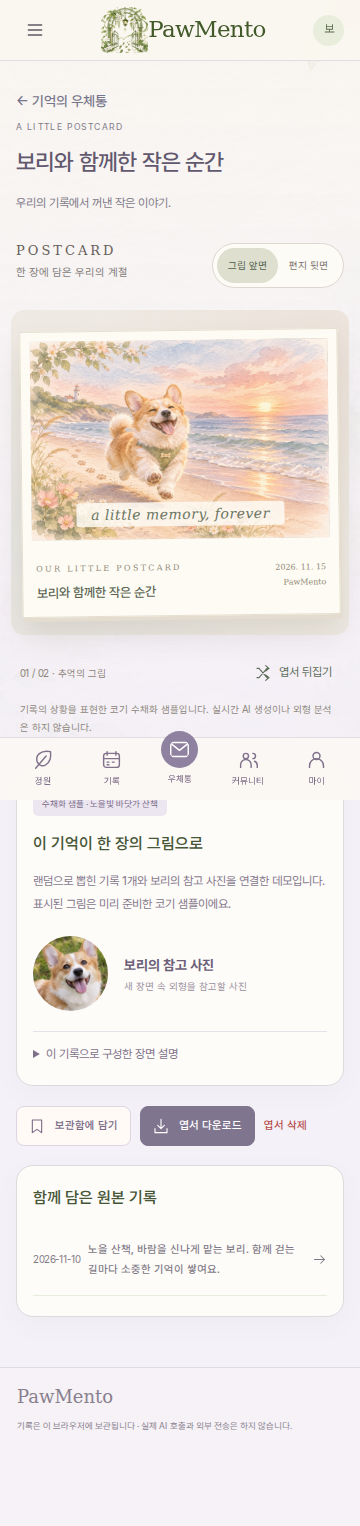 PawMento
보
← 기억의 우체통
A LITTLE POSTCARD
보리와 함께한 작은 순간
우리의 기록에서 꺼낸 작은 이야기.
POSTCARD
한 장에 담은 우리의 계절
그림 앞면
편지 뒷면
a little memory, forever
OUR LITTLE POSTCARD
2026. 11. 15
보리와 함께한 작은 순간
PawMento
01 / 02 · 추억의 그림
엽서 뒤집기
기록의 상황을 표현한 코기 수채화 샘플입니다. 실시간 AI 생성이나 외형 분석
은 하지 않습니다.
정원
기록
우체통
커뮤니티
마이
수채화 샘플 · 노을빛 바닷가 산책
이 기억이 한 장의 그림으로
랜덤으로 뽑힌 기록 1개와 보리의 참고 사진을 연결한 데모입니다.
표시된 그림은 미리 준비한 코기 샘플이에요.
보리의 참고 사진
새 장면 속 외형을 참고할 사진
▶ 이 기록으로 구성한 장면 설명
보관함에 담기
엽서 다운로드
엽서 삭제
함께 담은 원본 기록
2026-11-10
노을 산책, 바람을 신나게 맡는 보리. 함께 걷는
길마다 소중한 기억이 쌓여요.
→
PawMento
기록은 이 브라우저에 보관됩니다 · 실제 AI 호출과 외부 전송은 하지 않습니다.